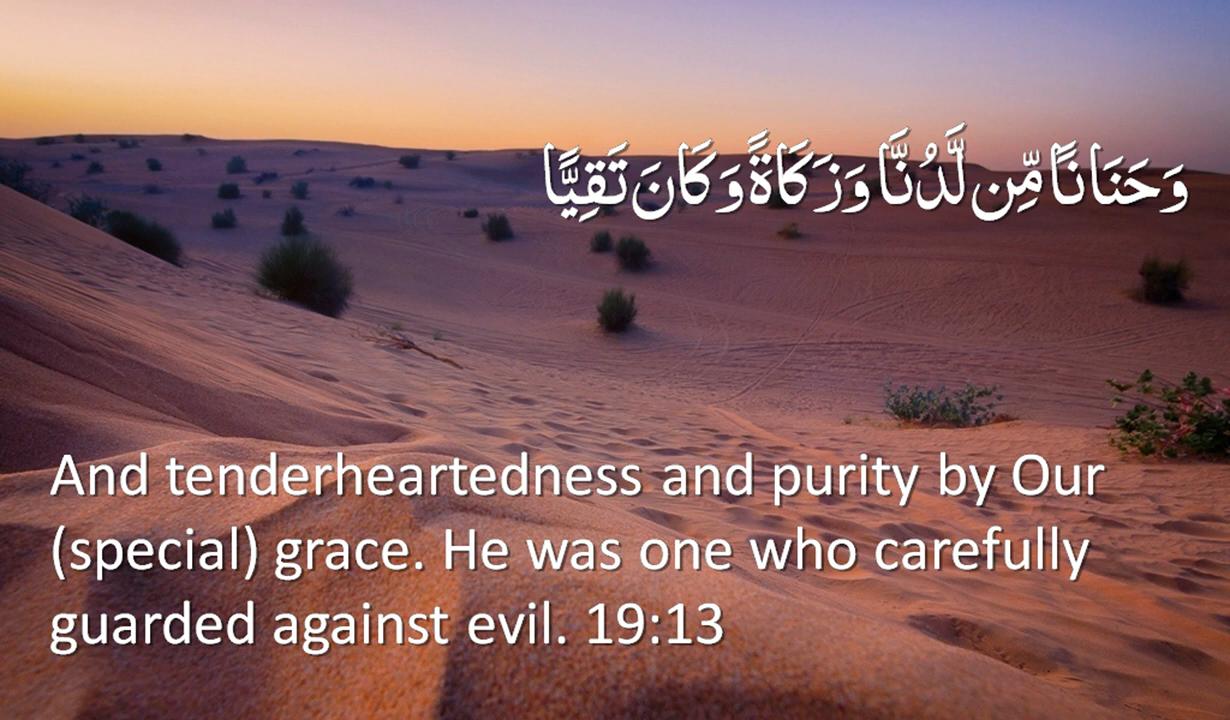 وَحَنَانًا مِّن لَّدُنَّا وَزَكَاةً وَكَانَ تَقِيًّا
And tenderheartedness and purity by Our
(special) grace. He was one who carefully
guarded against evil. 19:13